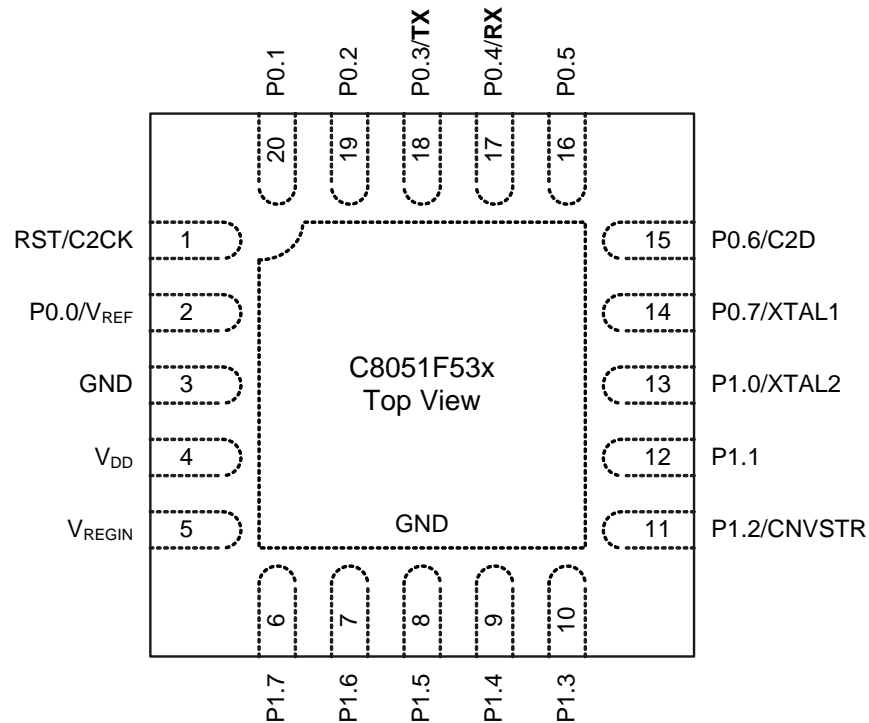 P0.1
P0.2
P0.3/TX
P0.4/RX
P0.5
20
19
18
17
16
RST/C2CK
1
15
P0.6/C2D
P0.0/VREF
2
14
P0.7/XTAL1
GND
3
C8051F53x
Top View
13
P1.0/XTAL2
VDD
4
12
P1.1
VREGIN
5
GND
11
P1.2/CNVSTR
6
7
8
9
10
P1.7
P1.6
P1.5
P1.4
P1.3